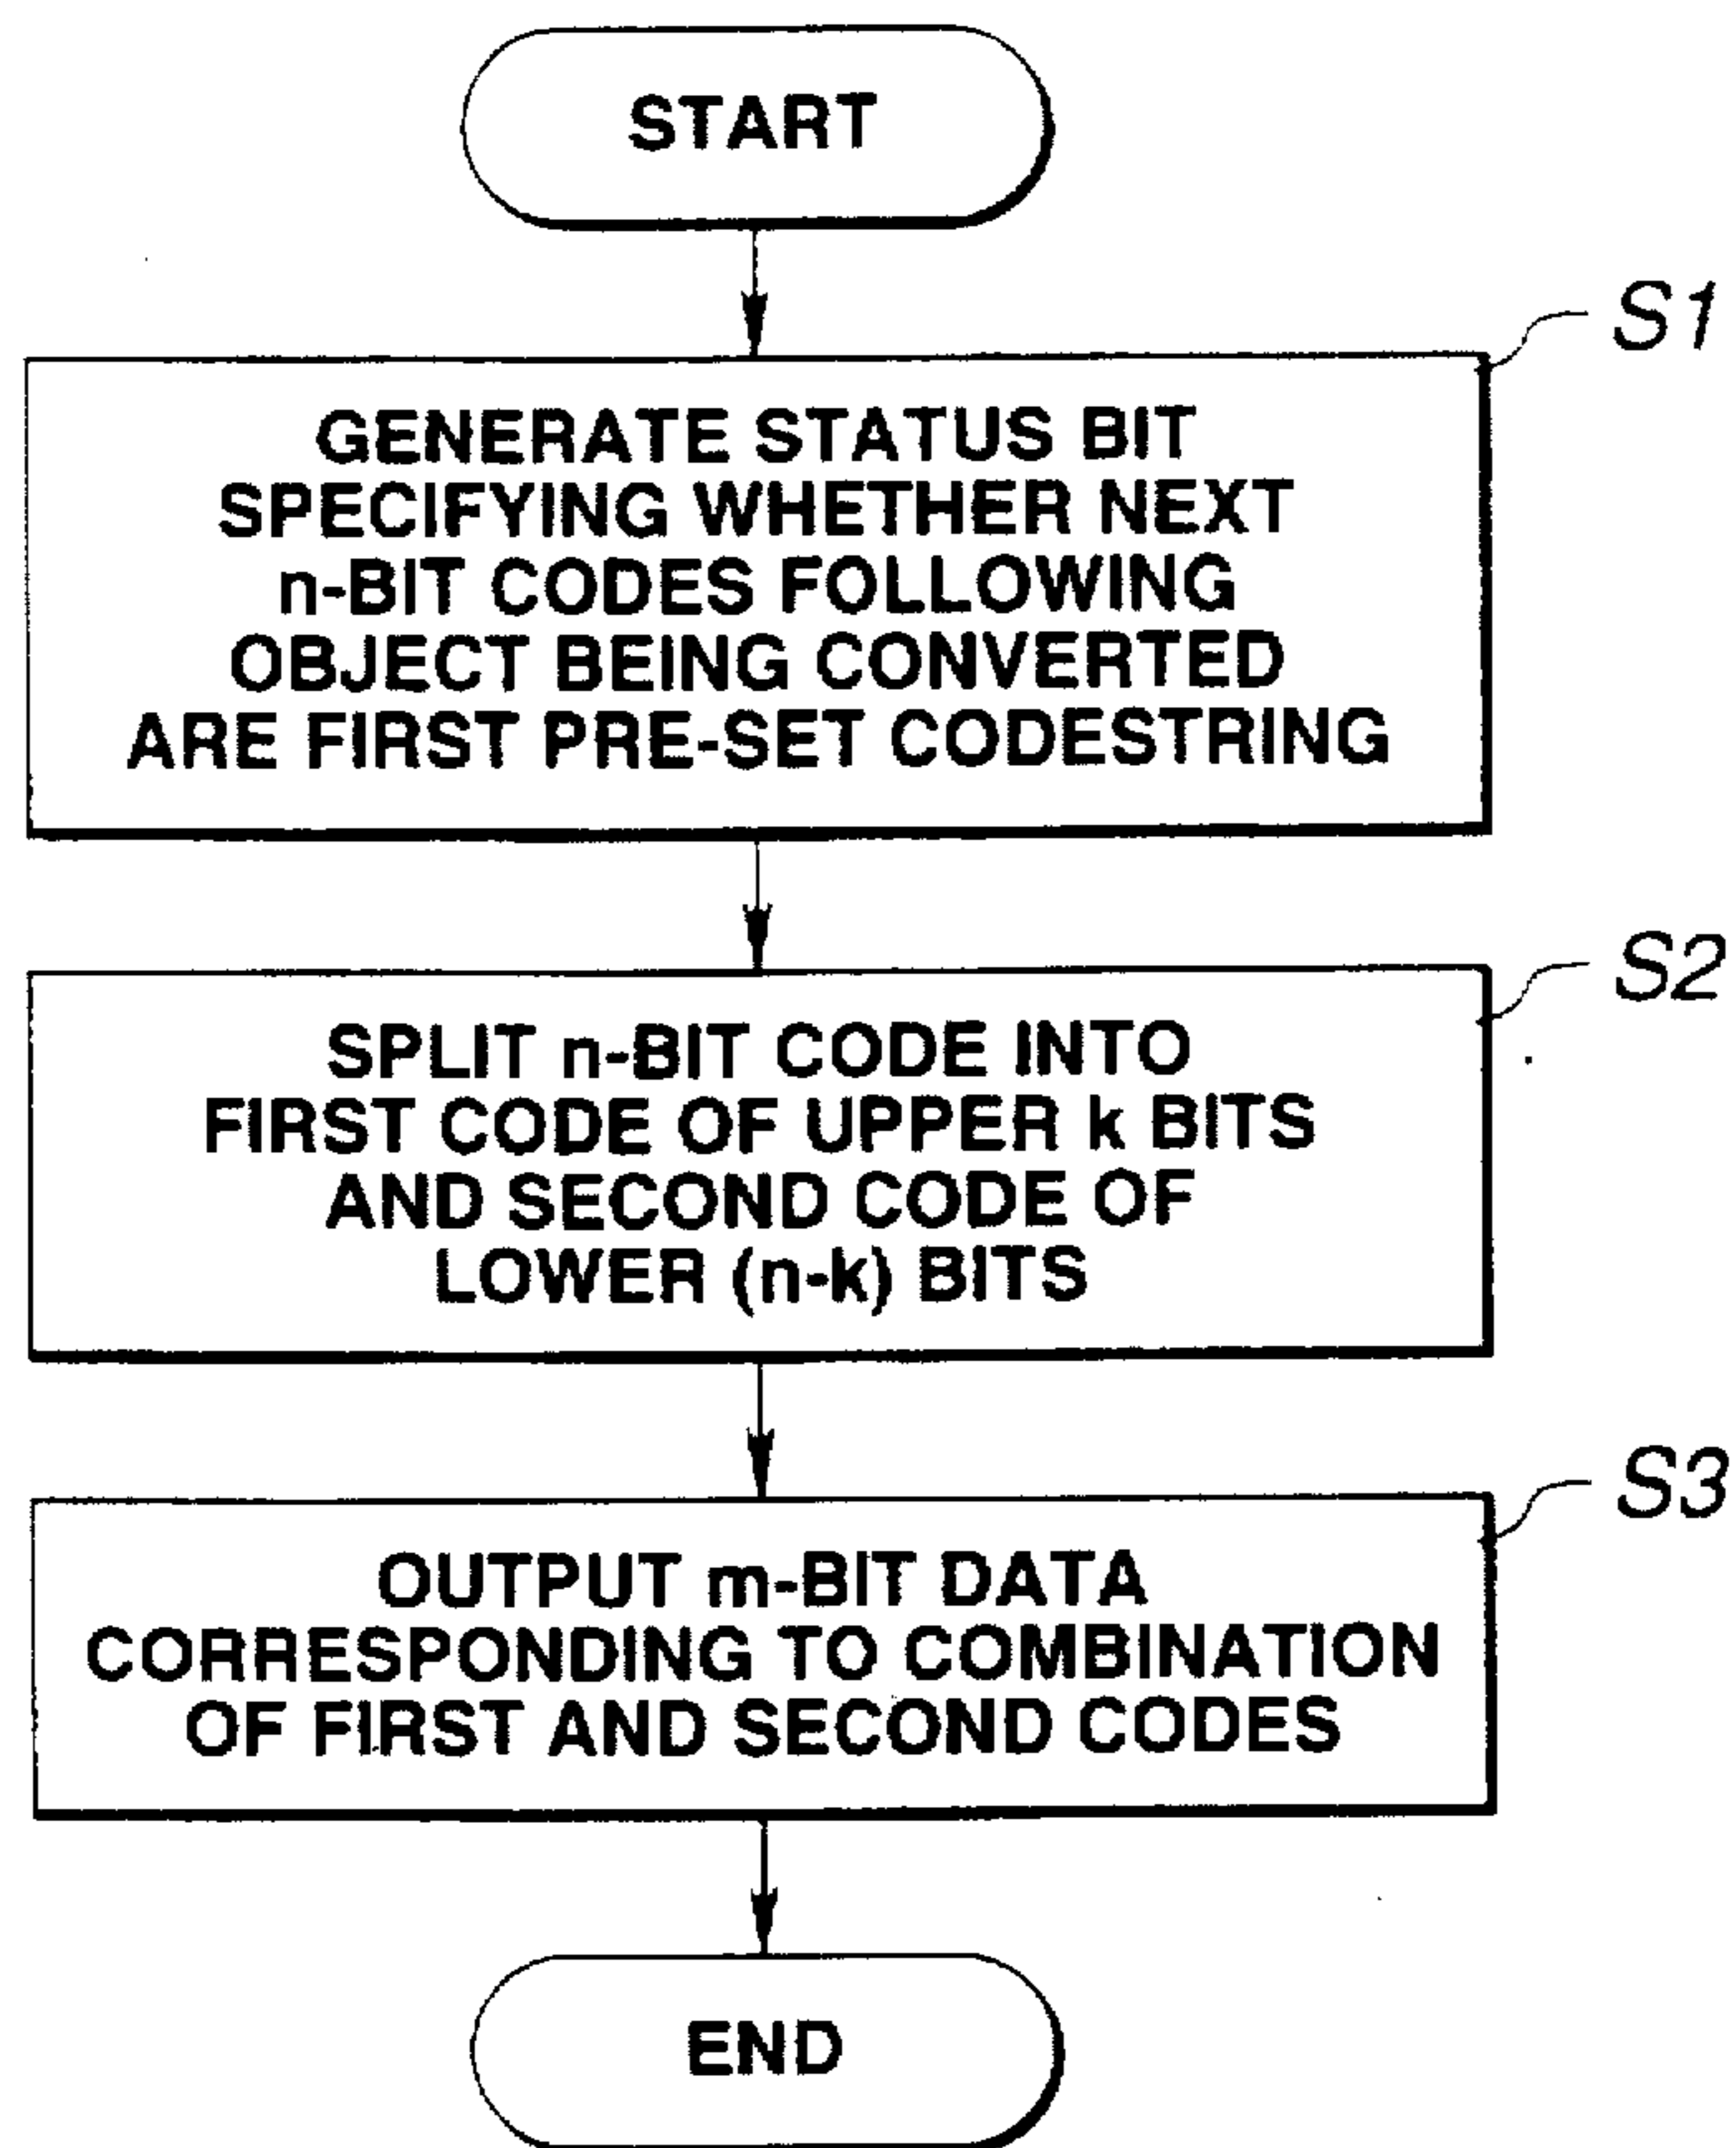 START
S1
GENERATE STATUS BIT
SPECIFYING WHETHER NEXT
n-BIT CODES FOLLOWING
OBJECT BEING CONVERTED
ARE FIRST PRE-SET CODESTRING
S2
SPLIT n-BIT CODE INTO
FIRST CODE OF UPPER k BITS
AND SECOND CODE OF
LOWER (n-k) BITS
S3
OUTPUT m-BIT DATA
CORRESPONDING TO COMBINATION
OF FIRST AND SECOND CODES
END